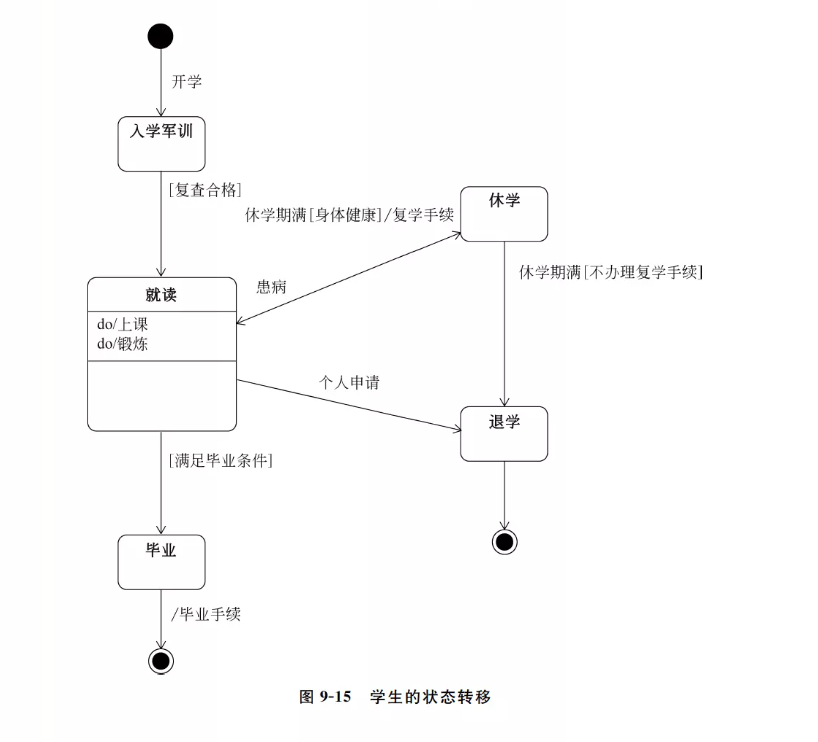 开学
入学军训
[复查合格]
休学
休学期满[身体健康]/复学手续
休学期满[不办理复学手续]
患病
就读
do/上课
do/锻炼
个人申请
退学
[满足毕业条件]
毕业
/毕业手续
图 9-15 学生的状态转移